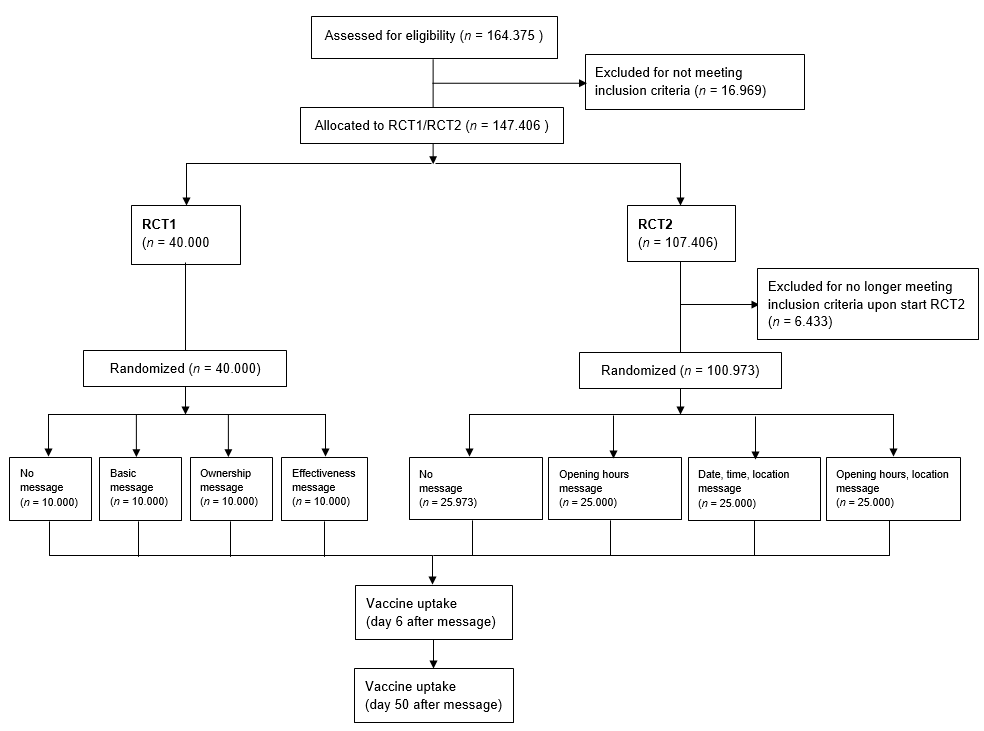 Assessed for eligibility (n = 164.375 )
Excluded for not meeting
inclusion criteria (n = 16.969)
Allocated to RCT1/RCT2 (n = 147.406 )
RCT1
(n = 40.000
RCT2
(n = 107.406)
Excluded for no longer meeting
inclusion criteria upon start RCT2
(n = 6.433)
Randomized (n = 40.000)
Randomized (n = 100.973)
No
message
(n = 10.000)
Basic
message
(n = 10.000)
Ownership
message
(n = 10.000)
Effectiveness
message
(n = 10.000)
No
message
(n = 25.973)
Opening hours
message
(n = 25.000)
Date, time, location
message
(n = 25.000)
Opening hours, location
message
(n = 25.000)
Vaccine uptake
(day 6 after message)
Vaccine uptake
(day 50 after message)